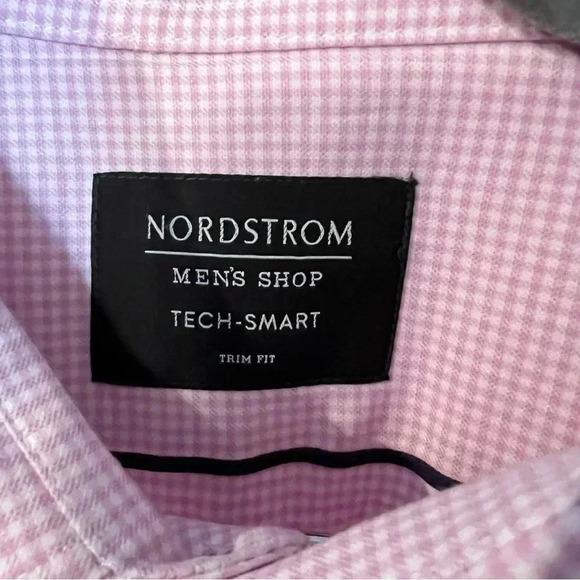 NORDSTROM
MEN'S SHOP
TECH-SMART
TRIM FIT